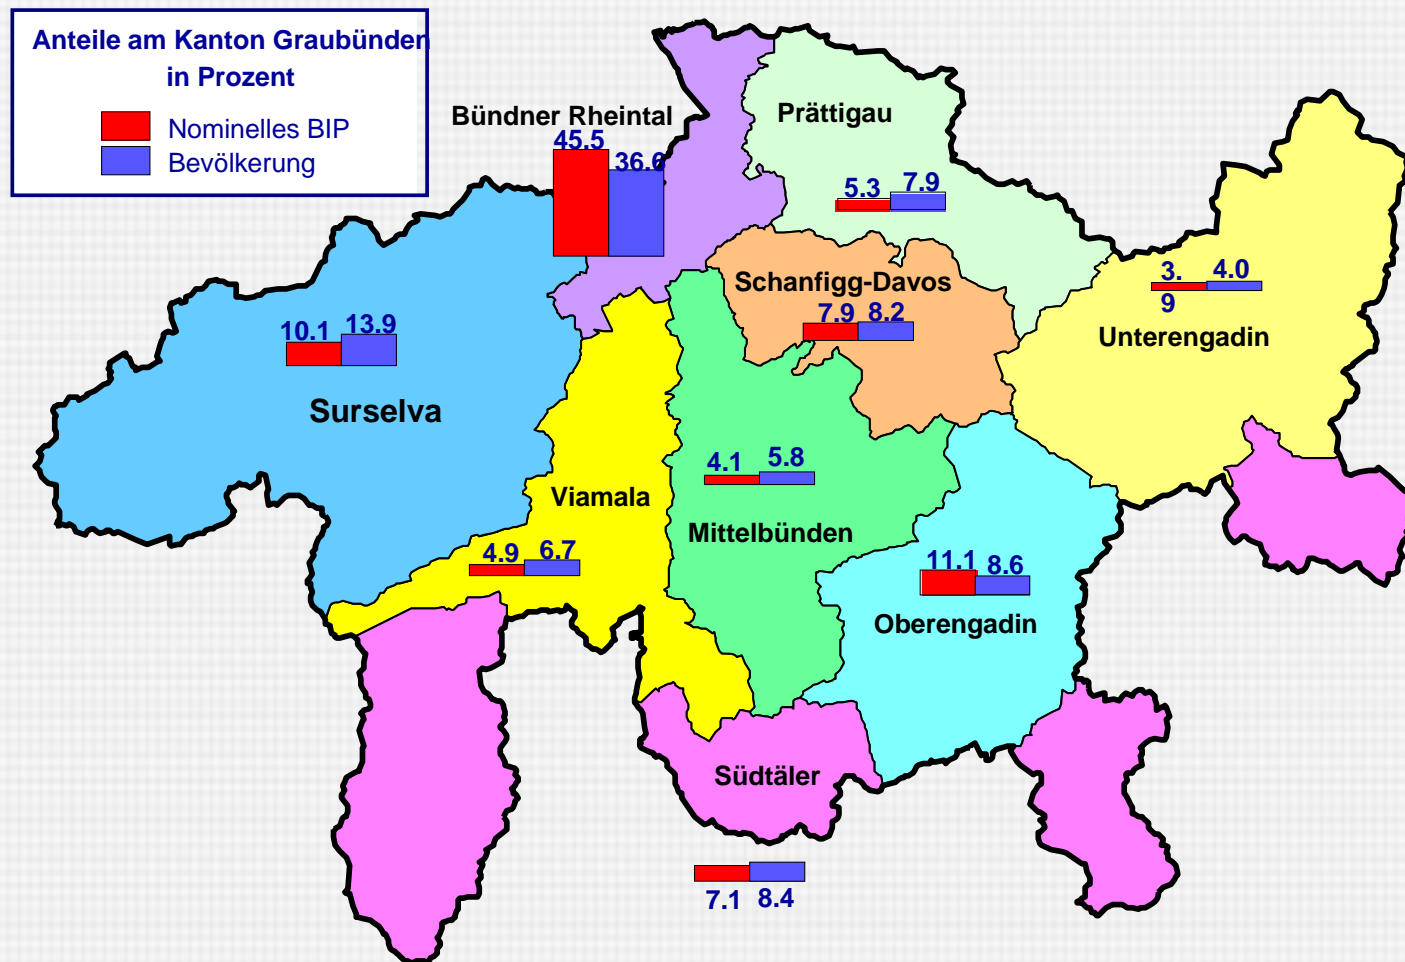 Anteile am Kanton Graubünden
in Prozent
Nominelles BIP
Bevölkerung
Bündner Rheintal
45.5
36.6
Prättigau
5.3 7.9
Schanfigg-Davos
7.9 8.2
3.
9
4.0
Unterengadin
10.1 13.9
Surselva
4.1 5.8
Mittelbünden
Viamala
4.9 6.7
11.1 8.6
Oberengadin
Südtäler
7.1 8.4